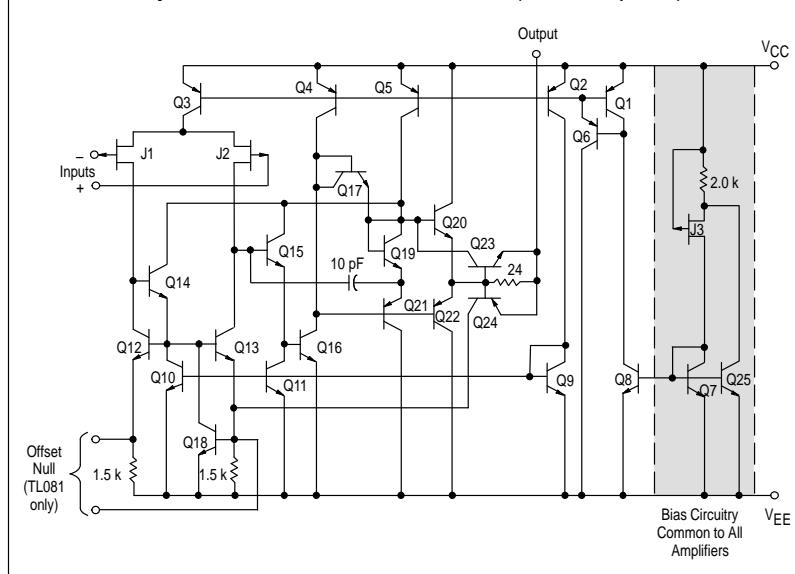 Output
VCC
Q3
Q4
Q5
Q2
Q1
Q6
–
Inputs
+
J1
J2
Q17
2.0 k
J3
Q20
Q23
Q15
Q19
24
10 pF
Q14
Q21
Q22
Q24
Q12
Q13
Q16
Q10
Q11
Q9
Q8
Q7
Q25
Q18
Offset
Null
(TL081
only)
1.5 k
1.5 k
Bias Circuitry
Common to All
Amplifiers
VEE